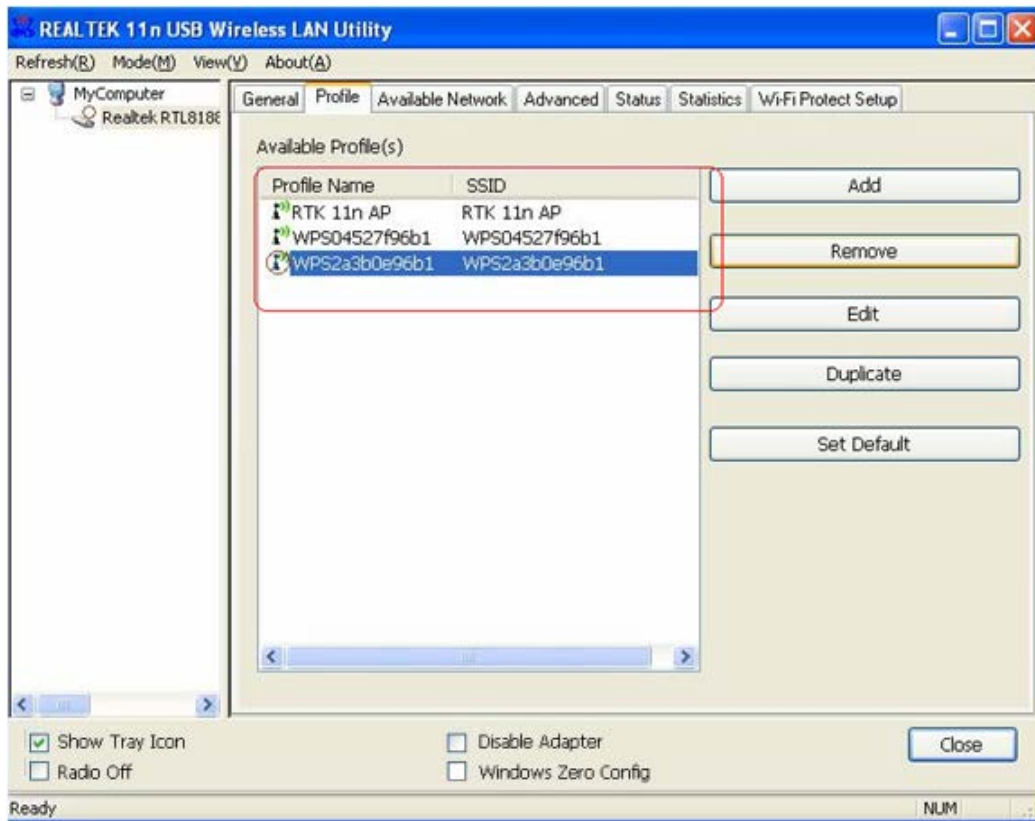 REALTEK 11n USB Wireless LAN Utility
Refresh(R) Mode(M) View(V) About(A)
MyComputer
Realtek RTL8188
General Profile Available Network Advanced Status Statistics Wi-Fi Protect Setup
Available Profile(s)
Profile Name SSID
RTK 11n AP RTK 11n AP
WPS04527f96b1 WPS04527f96b1
WPS2a3b0e96b1 WPS2a3b0e96b1
Add
Remove
Edit
Duplicate
Set Default
Show Tray Icon Disable Adapter
Radio Off Windows Zero Config
Close
Ready NUM